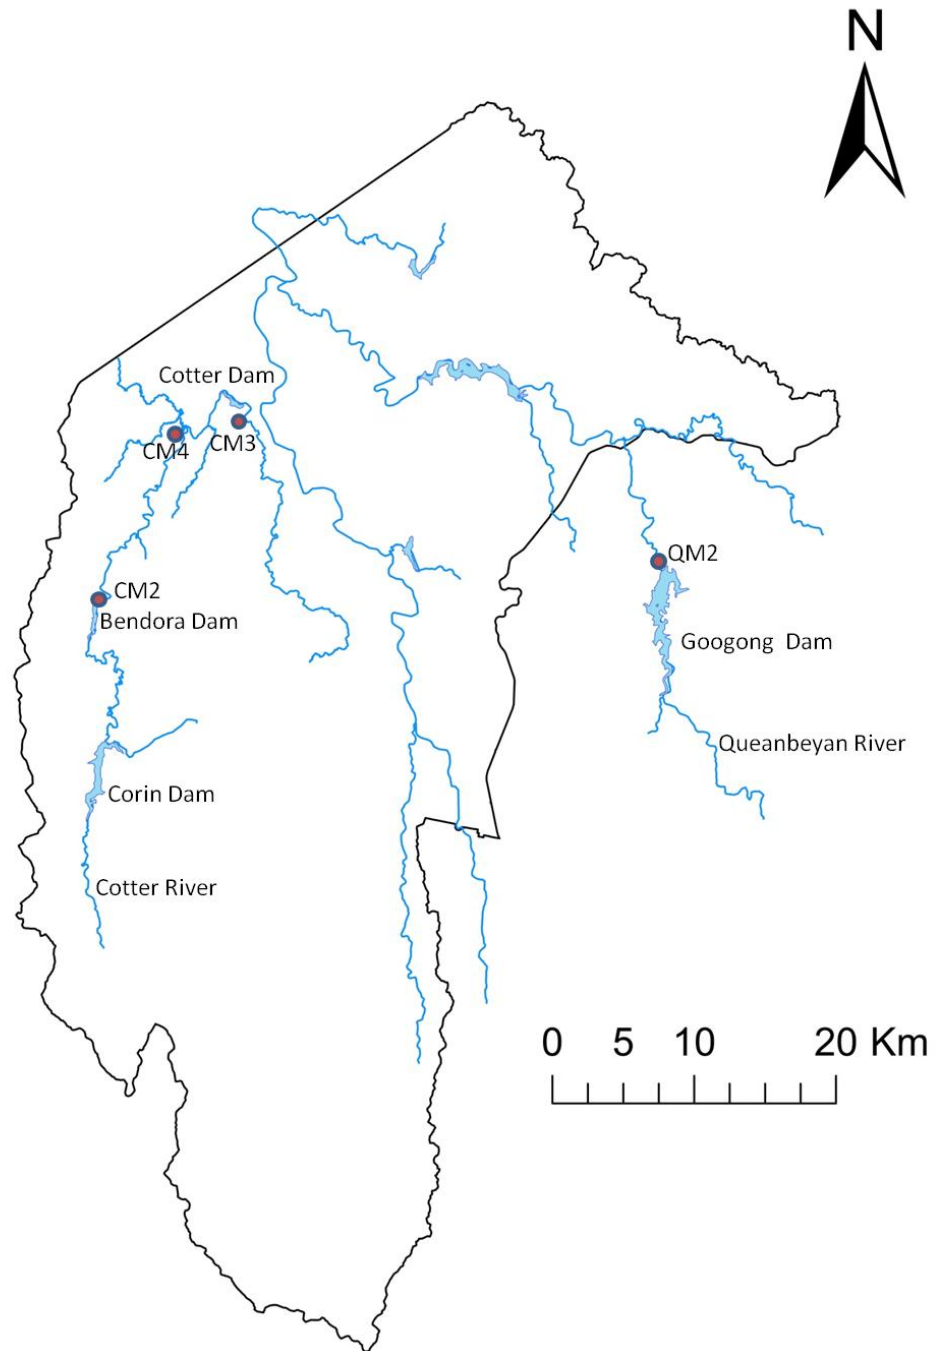 N
Cotter Dam
CM4
CM3
QM2
CM2
Bendora Dam
Googong Dam
Queanbeyan River
Corin Dam
Cotter River
0 5 10 20 Km